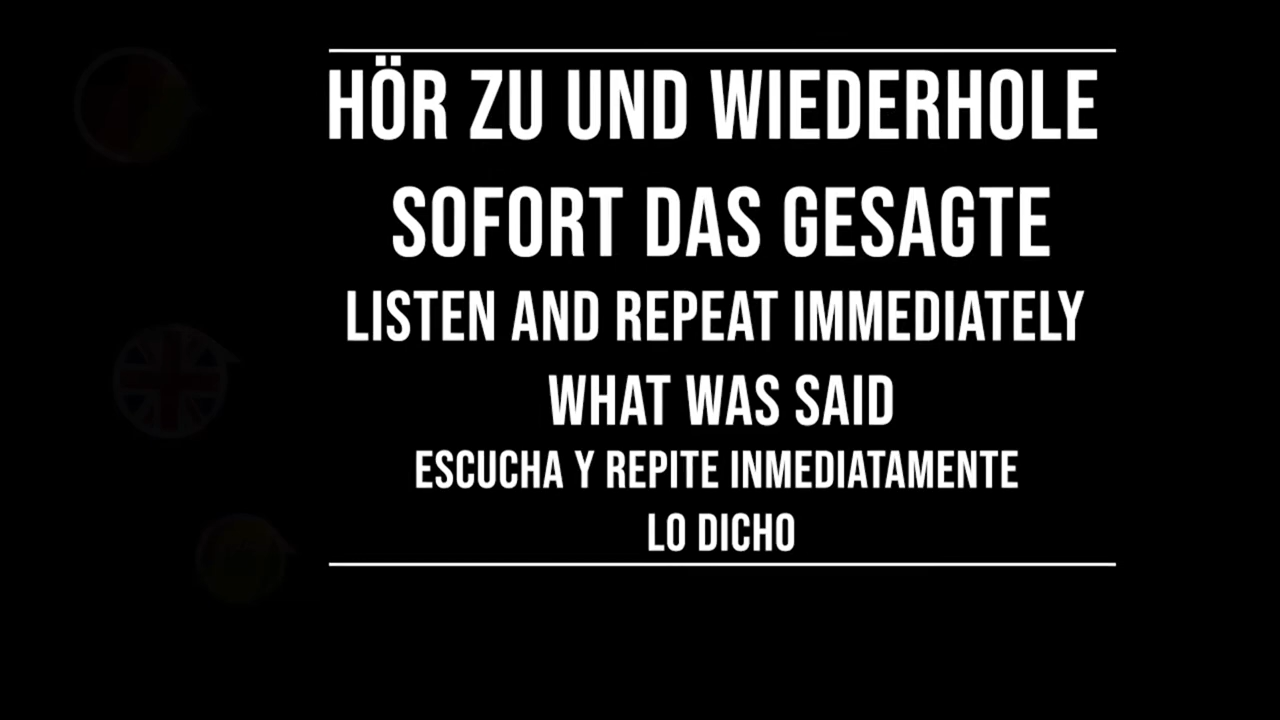 HÖR ZU UND WIEDERHOLE
SOFORT DAS GESAGTE
LISTEN AND REPEAT IMMEDIATELY
WHAT WAS SAID
ESCUCHA Y REPITE INMEDIATAMENTE
LO DICHO